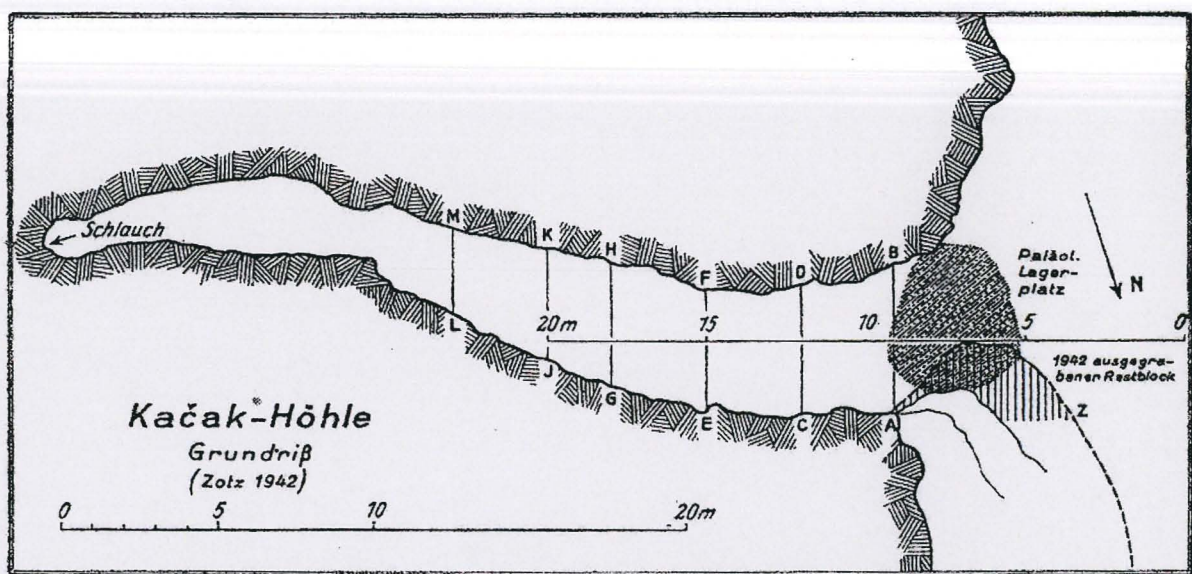 Schlauch
M
K
H
F
D
B
Paläol.
Lager-
platz
N
L
20m
15
10
5
0
1942 ausgegra-
bener Restblock
J
G
E
C
A
Z
Kačak-Höhle
Grundriß
(Zotz 1942)
0
5
10
20m